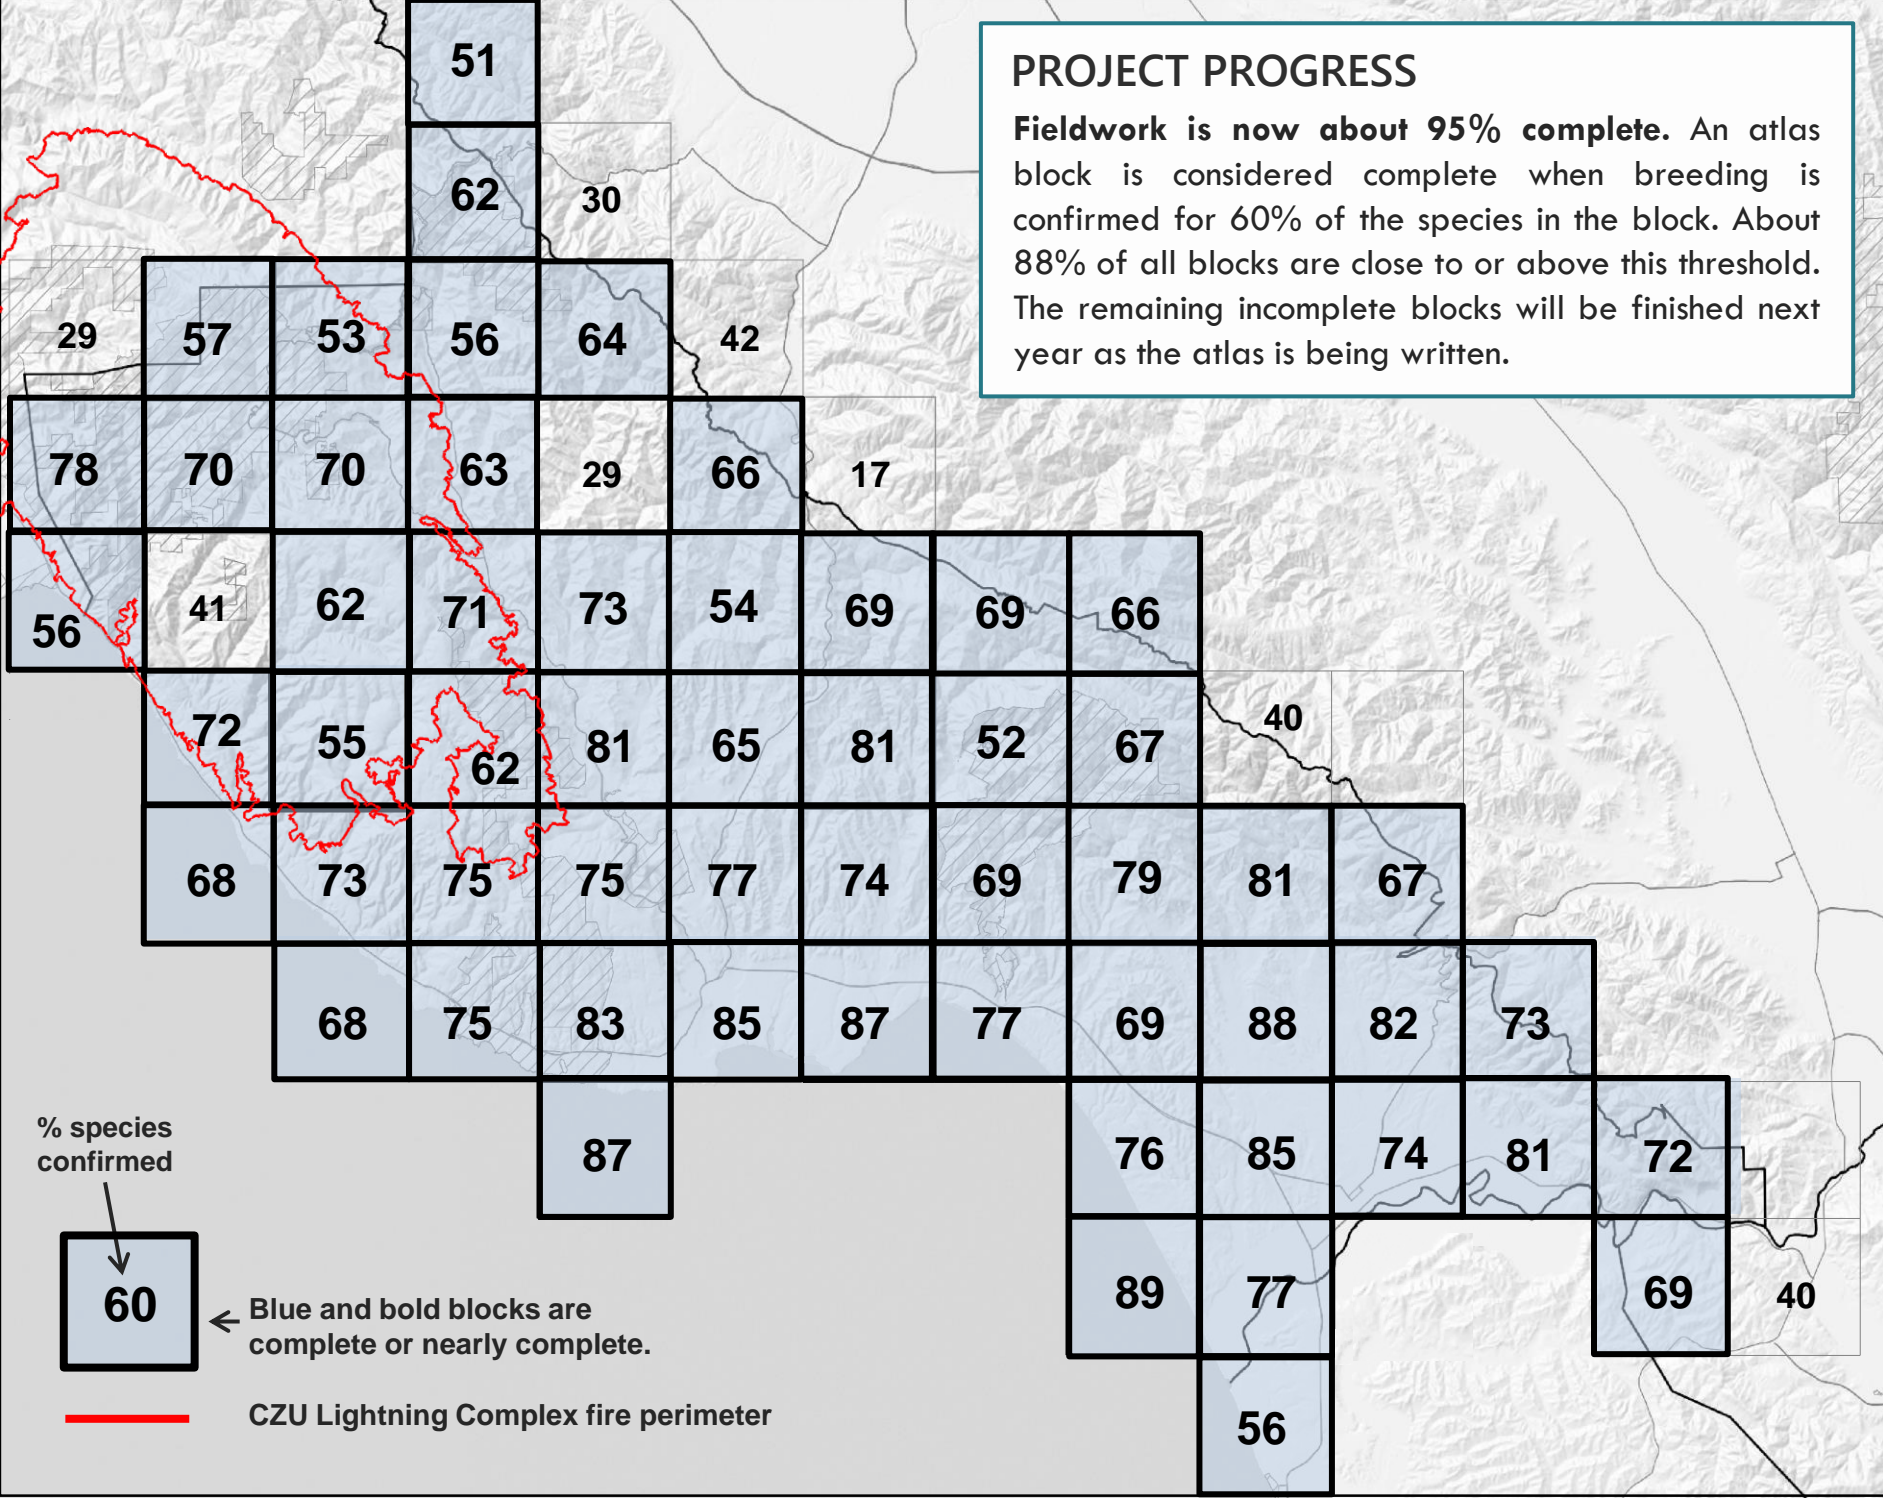 PROJECT PROGRESS
Fieldwork is now about 95% complete. An atlas
block is considered complete when breeding is
confirmed for 60% of the species in the block. About
88% of all blocks are close to or above this threshold.
The remaining incomplete blocks will be finished next
year as the atlas is being written.
51
62 30
29 57 53 56 64 42
78 70 70 63 29 66 17
56 41 62 71 73 54 69 69 66
72 55 62 81 65 81 52 67 40
68 73 75 75 77 74 69 79 81 67
68 75 83 85 87 77 69 88 82 73
87 76 85 74 81 72
89 77 69 40
56
% species
confirmed
60
Blue and bold blocks are
complete or nearly complete.
CZU Lightning Complex fire perimeter